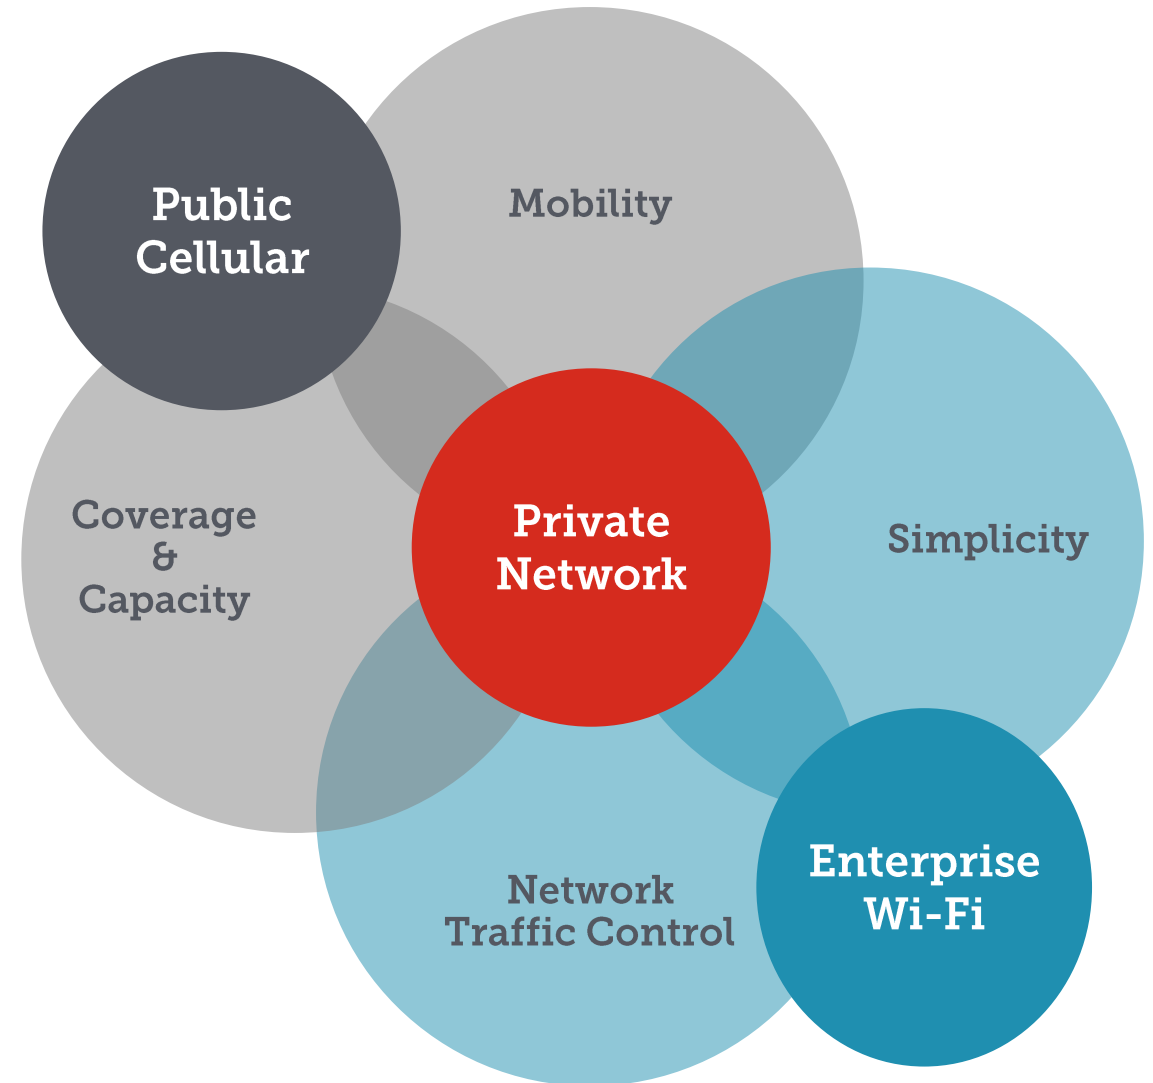 Public
Cellular
Mobility
Coverage
&
Capacity
Private
Network
Simplicity
Network
Traffic Control
Enterprise
Wi-Fi